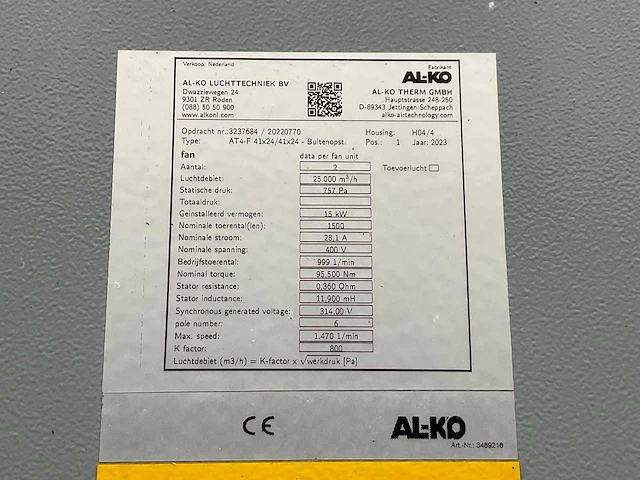 Verkoop: Nederland
Fabrikant
AL-KO
AL-KO LUCHTTECHNIEK BV
Dwazziewegen 24
9301 ZR Roden
(088) 50 50 900
www.alkonl.com
AL-KO THERM GMBH
Hauptstrasse 248-250
D-89343 Jettingen-Scheppach
alko-airtechnology.com
Opdracht nr.:3237684 / 20220770 Housing: H04/4
Type: AT4-F 41x24/41x24 - Buitenopst. Pos.: 1 Jaar: 2023
fan data per fan unit
Aantal: 2 Toevoerlucht
Luchtdebiet: 25.000 m³/h
Statische druk: 757 Pa
Totaaldruk:
Geinstalleerd vermogen: 15 kW
Nominale toerental(len): 1500
Nominale stroom: 28,1 A
Nominale spanning: 400 V
Bedrijfstoerental: 999 1/min
Nominal torque: 95,500 Nm
Stator resistance: 0,360 Ohm
Stator inductance: 11,900 mH
Synchronous generated voltage: 314,00 V
pole number: 6
Max. speed: 1.470 1/min
K factor: 800
Luchtdebiet (m3/h) = K-factor x √werkdruk [Pa]
CE AL-KO
Art.-Nr.: 3489216